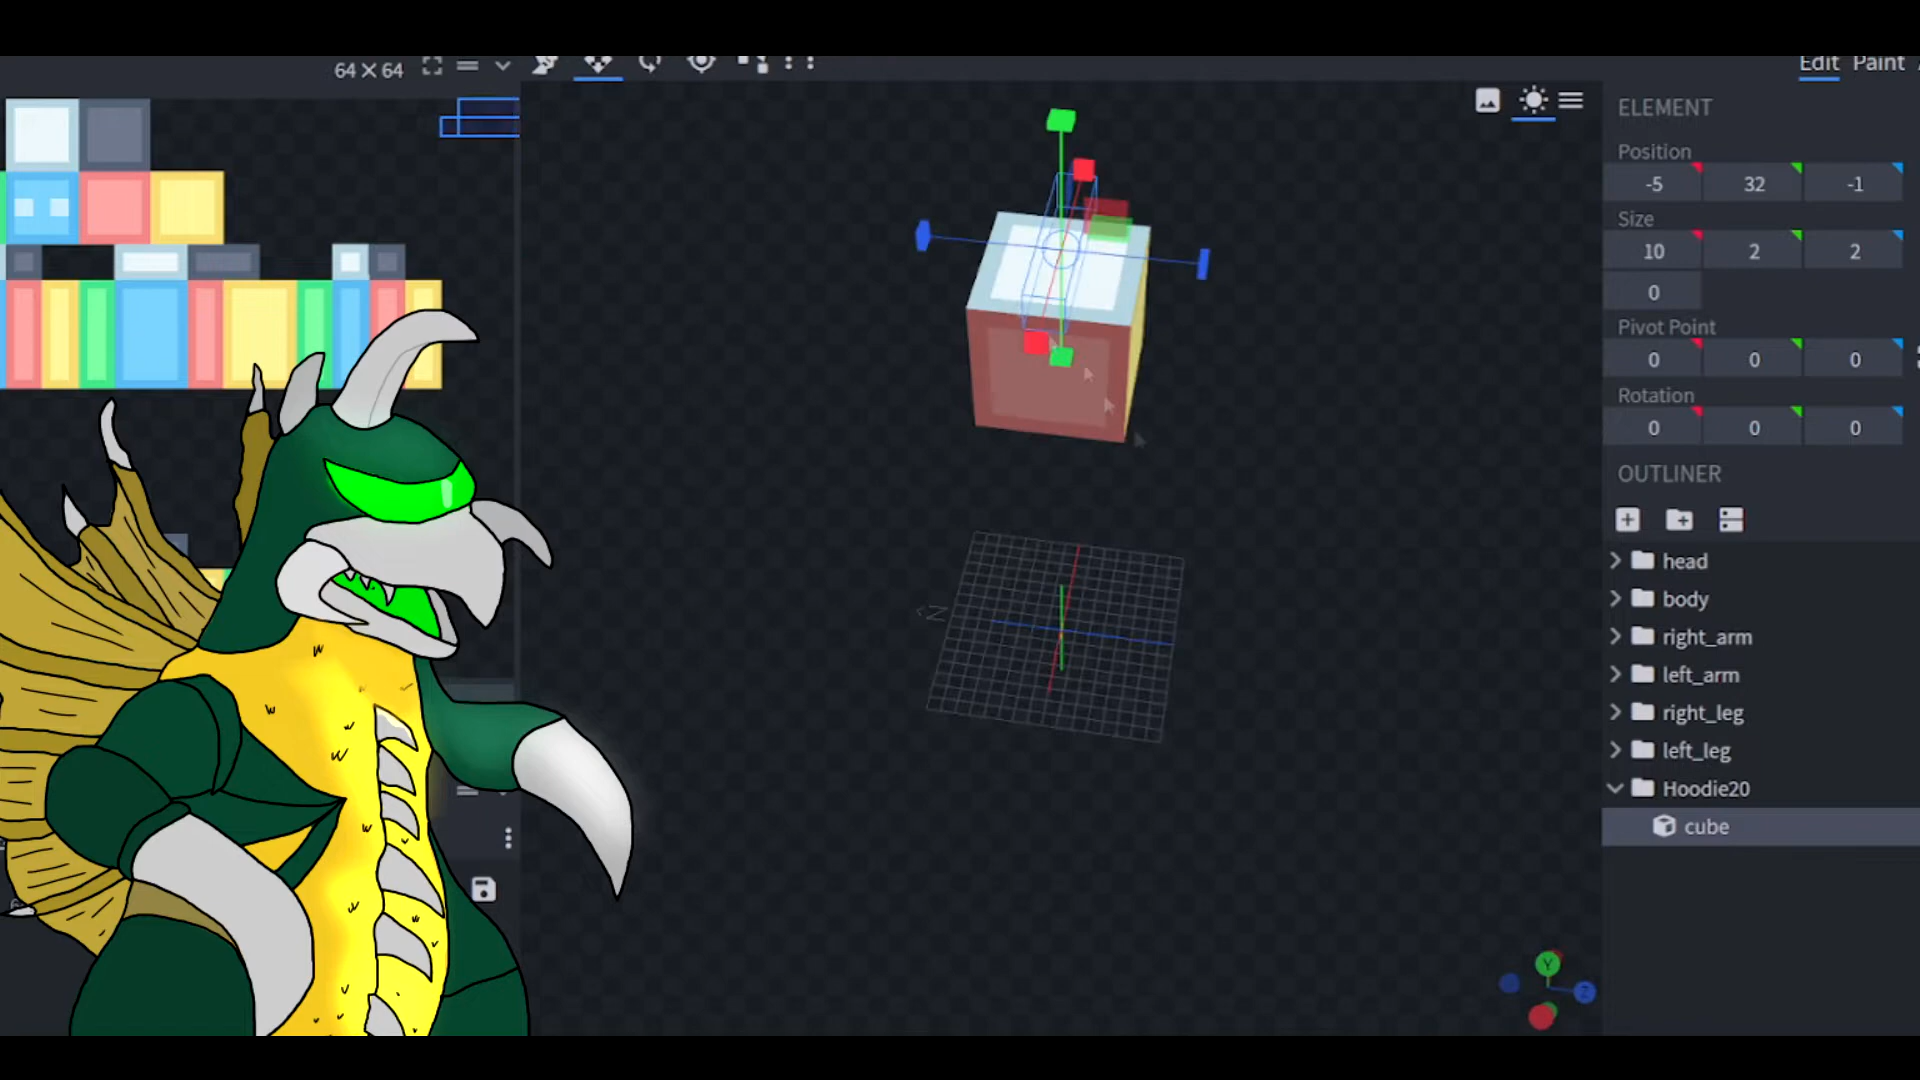 64×64
Edit Paint
ELEMENT
Position
-5 32 -1
Size
10 2 2
0
Pivot Point
0 0 0
Rotation
0 0 0
OUTLINER
head
body
right_arm
left_arm
right_leg
left_leg
Hoodie20
cube
N
Y
Z